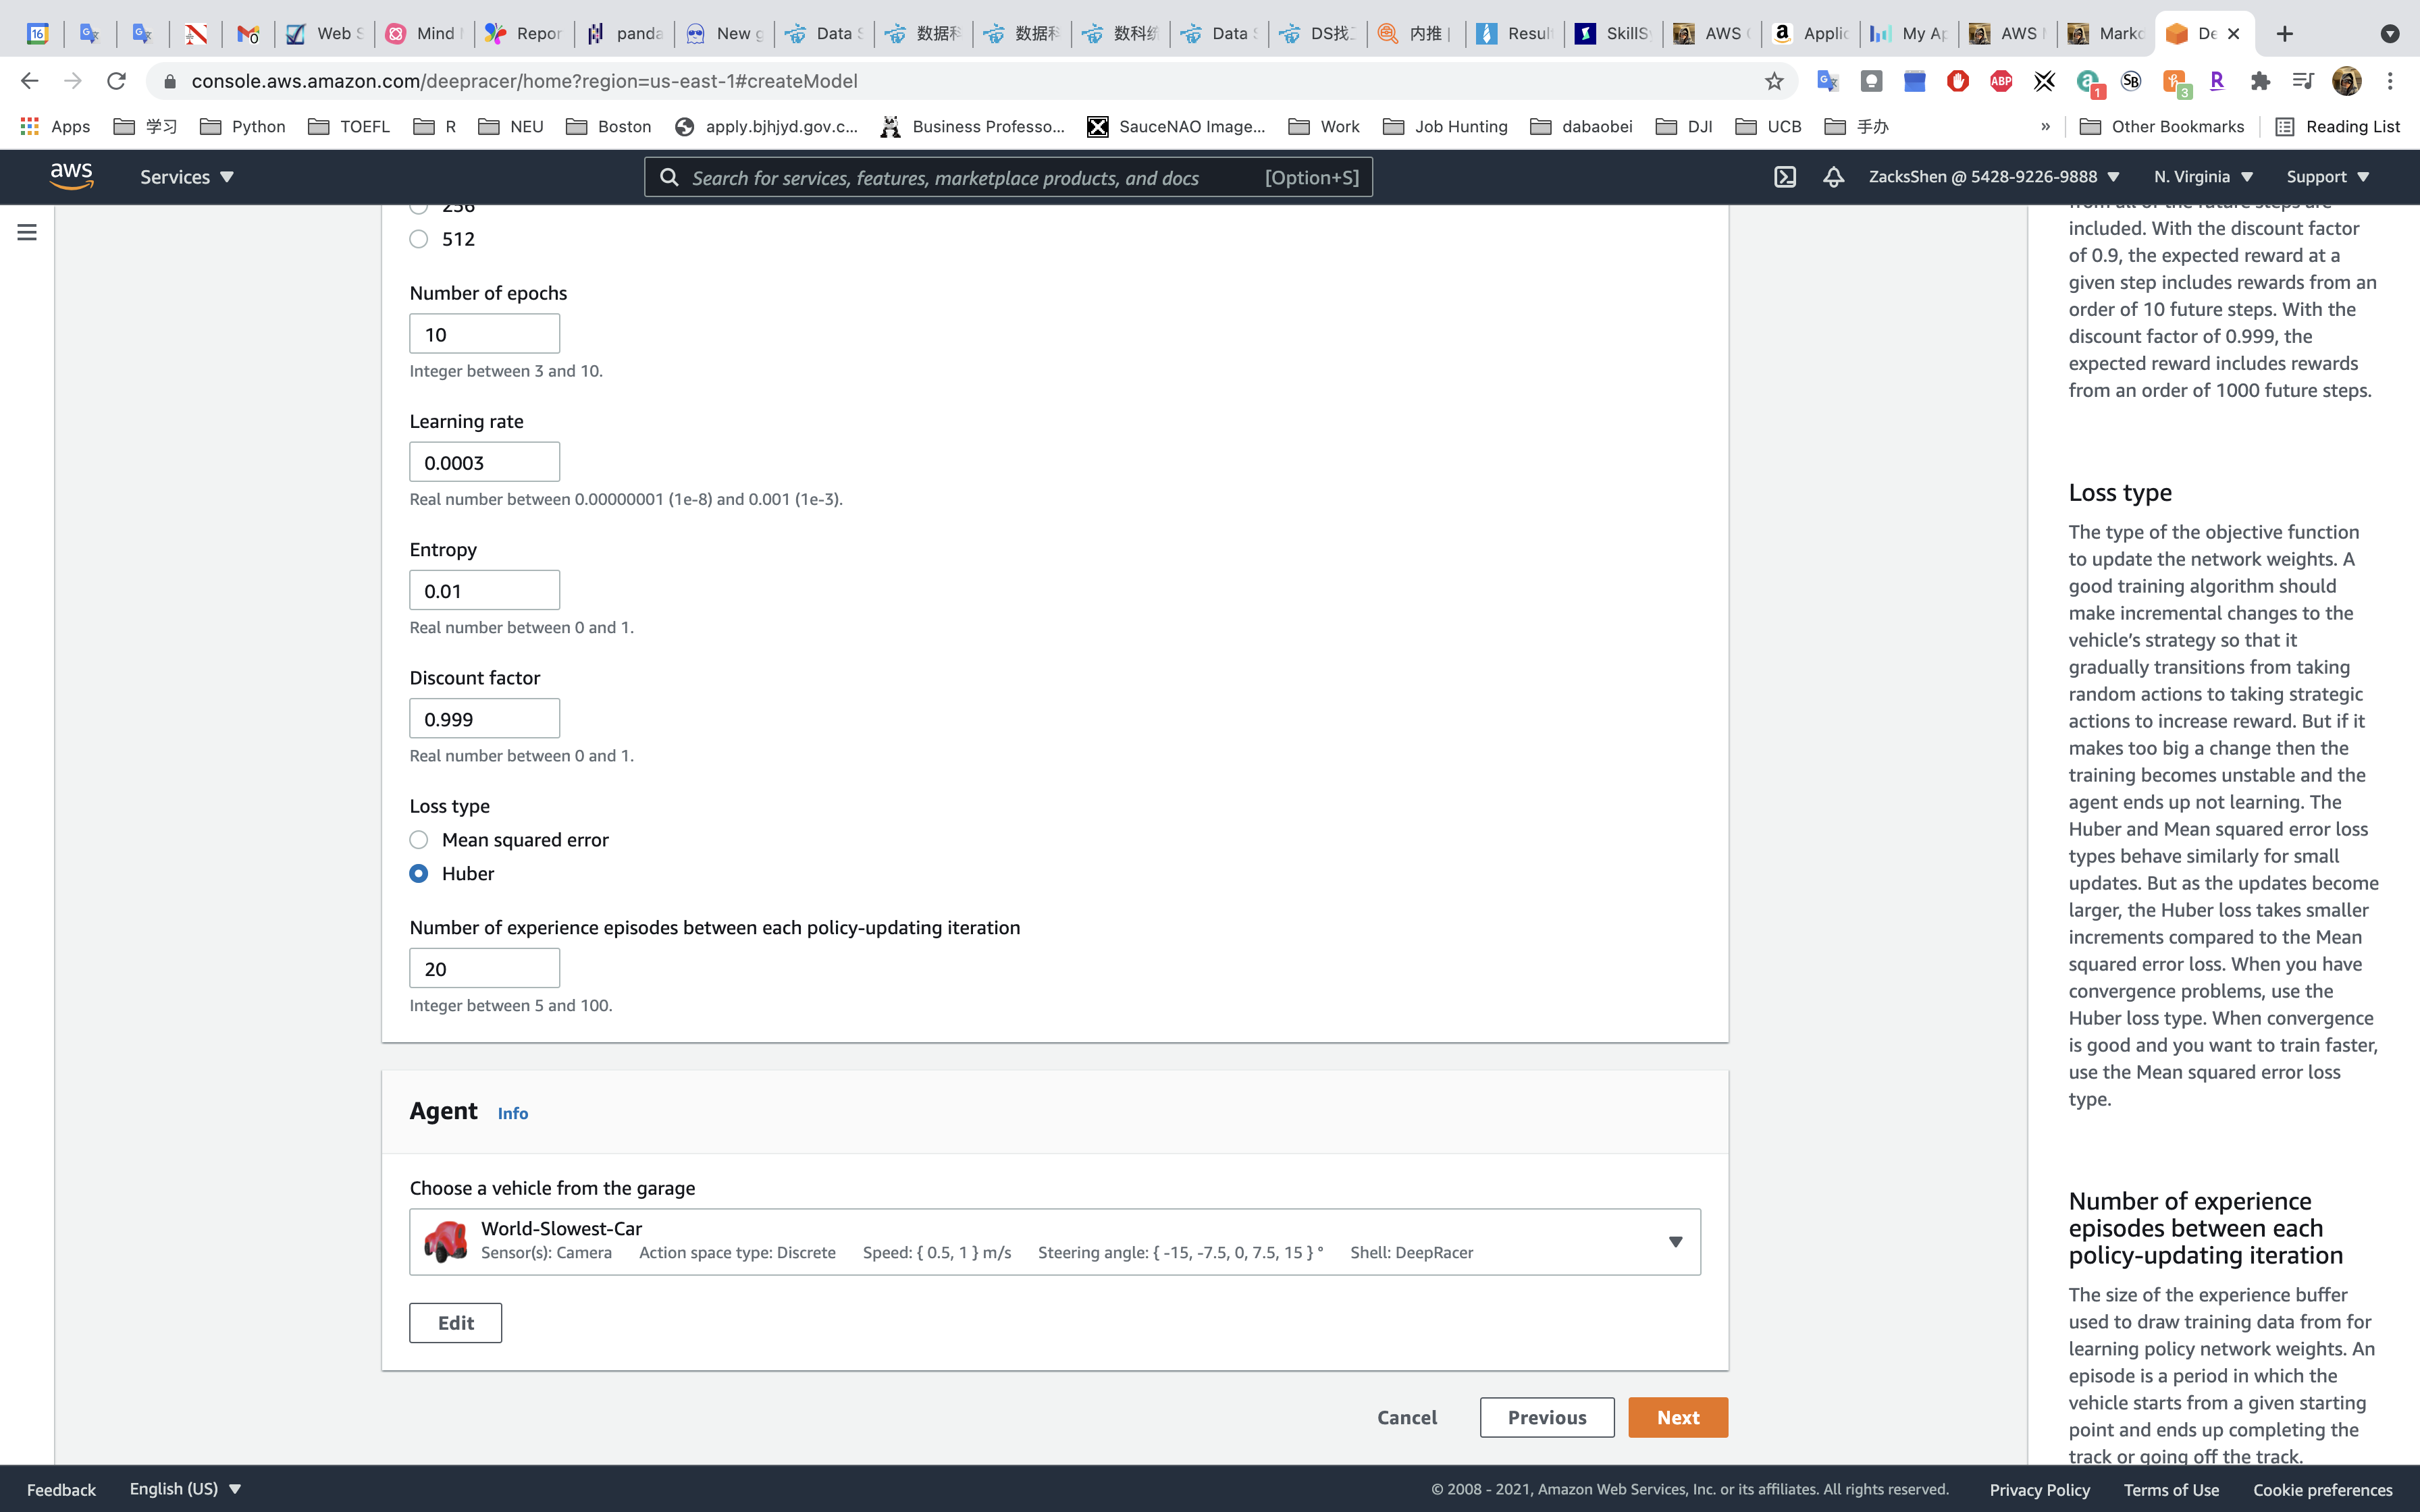 16
0
Web S
Mind
Repor
panda
New g
Data S
数据科
数据科
数科统
Data S
DS找工
内推 |
Resul
SkillS
AWS
Applic
My Ap
AWS
Marko
De
console.aws.amazon.com/deepracer/home?region=us-east-1#createModel
ABP
1
SB
3
R
Apps
学习
Python
TOEFL
R
NEU
Boston
apply.bjhjyd.gov.c...
Business Professo...
SauceNAO Image...
Work
Job Hunting
dabaobei
DJI
UCB
手办
»
Other Bookmarks
Reading List
aws
Services
Search for services, features, marketplace products, and docs
[Option+S]
ZacksShen @ 5428-9226-9888
N. Virginia
Support
256
512
Number of epochs
10
Integer between 3 and 10.
Learning rate
0.0003
Real number between 0.00000001 (1e-8) and 0.001 (1e-3).
Entropy
0.01
Real number between 0 and 1.
Discount factor
0.999
Real number between 0 and 1.
Loss type
Mean squared error
Huber
Number of experience episodes between each policy-updating iteration
20
Integer between 5 and 100.
Agent Info
Choose a vehicle from the garage
World-Slowest-Car
Sensor(s): Camera Action space type: Discrete Speed: { 0.5, 1 } m/s Steering angle: { -15, -7.5, 0, 7.5, 15 } ° Shell: DeepRacer
Edit
Cancel
Previous
Next
from all of the future steps are
included. With the discount factor
of 0.9, the expected reward at a
given step includes rewards from an
order of 10 future steps. With the
discount factor of 0.999, the
expected reward includes rewards
from an order of 1000 future steps.
Loss type
The type of the objective function
to update the network weights. A
good training algorithm should
make incremental changes to the
vehicle’s strategy so that it
gradually transitions from taking
random actions to taking strategic
actions to increase reward. But if it
makes too big a change then the
training becomes unstable and the
agent ends up not learning. The
Huber and Mean squared error loss
types behave similarly for small
updates. But as the updates become
larger, the Huber loss takes smaller
increments compared to the Mean
squared error loss. When you have
convergence problems, use the
Huber loss type. When convergence
is good and you want to train faster,
use the Mean squared error loss
type.
Number of experience
episodes between each
policy-updating iteration
The size of the experience buffer
used to draw training data from for
learning policy network weights. An
episode is a period in which the
vehicle starts from a given starting
point and ends up completing the
track or going off the track.
Feedback
English (US)
© 2008 - 2021, Amazon Web Services, Inc. or its affiliates. All rights reserved.
Privacy Policy
Terms of Use
Cookie preferences